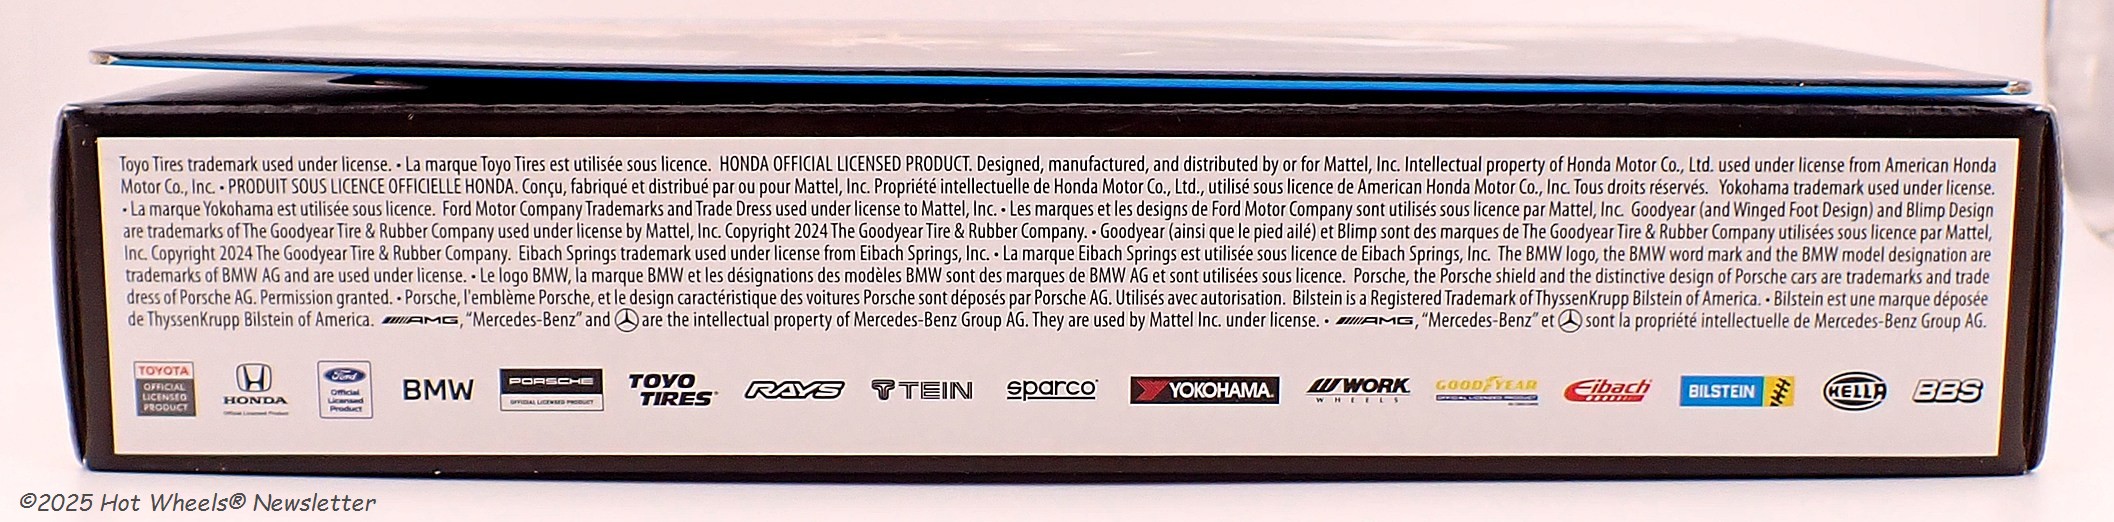 Toyo Tires trademark used under license. • La marque Toyo Tires est utilisée sous licence. HONDA OFFICIAL LICENSED PRODUCT. Designed, manufactured, and distributed by or for Mattel, Inc. Intellectual property of Honda Motor Co., Ltd. used under license from American Honda
Motor Co., Inc. • PRODUIT SOUS LICENCE OFFICIELLE HONDA. Conçu, fabriqué et distribué par ou pour Mattel, Inc. Propriété intellectuelle de Honda Motor Co., Ltd., utilisé sous licence de American Honda Motor Co., Inc. Tous droits réservés. Yokohama trademark used under license.
• La marque Yokohama est utilisée sous licence. Ford Motor Company Trademarks and Trade Dress used under license to Mattel, Inc. • Les marques et les designs de Ford Motor Company sont utilisés sous licence par Mattel, Inc. Goodyear (and Winged Foot Design) and Blimp Design
are trademarks of The Goodyear Tire & Rubber Company used under license by Mattel, Inc. Copyright 2024 The Goodyear Tire & Rubber Company. • Goodyear (ainsi que le pied ailé) et Blimp sont des marques de The Goodyear Tire & Rubber Company utilisées sous licence par Mattel,
Inc. Copyright 2024 The Goodyear Tire & Rubber Company. Eibach Springs trademark used under license from Eibach Springs, Inc. • La marque Eibach Springs est utilisée sous licence de Eibach Springs, Inc. The BMW logo, the BMW word mark and the BMW model designation are
trademarks of BMW AG and are used under license. • Le logo BMW, la marque BMW et les désignations des modèles BMW sont des marques de BMW AG et sont utilisées sous licence. Porsche, the Porsche shield and the distinctive design of Porsche cars are trademarks and trade
dress of Porsche AG. Permission granted. • Porsche, l'emblème Porsche, et le design caractéristique des voitures Porsche sont déposés par Porsche AG. Utilisés avec autorisation. Bilstein is a Registered Trademark of ThyssenKrupp Bilstein of America. • Bilstein est une marque déposée
de ThyssenKrupp Bilstein of America. AMG, “Mercedes-Benz” and are the intellectual property of Mercedes-Benz Group AG. They are used by Mattel Inc. under license. • AMG, “Mercedes-Benz” et sont la propriété intellectuelle de Mercedes-Benz Group AG.
TOYOTA
OFFICIAL
LICENSED
PRODUCT
HONDA
Official Licensed Product
Ford
Official
Licensed
Product
BMW
PORSCHE
OFFICIAL LICENSED PRODUCT
TOYO
TIRES
RAYS
TEIN
sparco
YOKOHAMA
WORK
WHEELS
GOODYEAR
OFFICIAL LICENSED PRODUCT
Eibach
BILSTEIN
HELLA
BBS
©2025 Hot Wheels® Newsletter